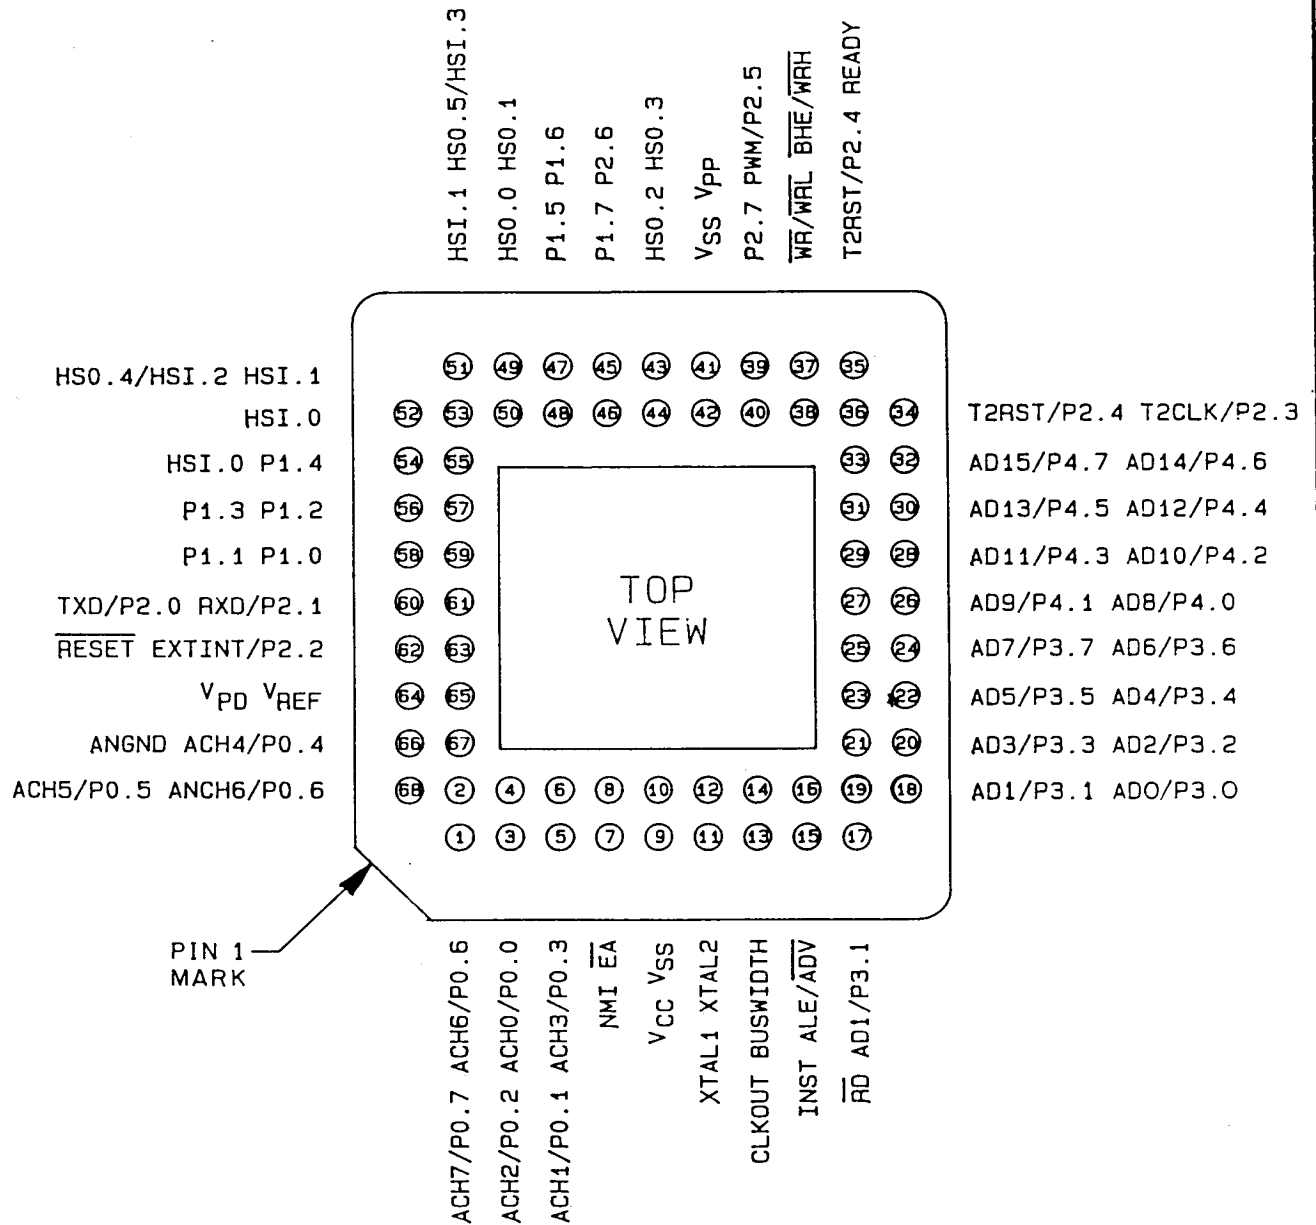 HSI.1 HS0.5/HSI.3
HS0.0 HS0.1
P1.5 P1.6
P1.7 P2.6
HS0.2 HS0.3
VSS VPP
P2.7 PWM/P2.5
WR/WRL BHE/WRH
T2RST/P2.4 READY
HS0.4/HSI.2 HSI.1
HSI.0
HSI.0 P1.4
P1.3 P1.2
P1.1 P1.0
TXD/P2.0 RXD/P2.1
RESET EXTINT/P2.2
VPD VREF
ANGND ACH4/P0.4
ACH5/P0.5 ANCH6/P0.6
51 49 47 45 43 41 39 37 35
52 53 50 48 46 44 42 40 38 36 34
54 55 33 32
56 57 31 30
58 59 29 28
60 61 27 26
62 63 25 24
64 65 23 22
66 67 21 20
68 2 4 6 8 10 12 14 16 19 18
1 3 5 7 9 11 13 15 17
TOP
VIEW
T2RST/P2.4 T2CLK/P2.3
AD15/P4.7 AD14/P4.6
AD13/P4.5 AD12/P4.4
AD11/P4.3 AD10/P4.2
AD9/P4.1 AD8/P4.0
AD7/P3.7 AD6/P3.6
AD5/P3.5 AD4/P3.4
AD3/P3.3 AD2/P3.2
AD1/P3.1 AD0/P3.0
PIN 1
MARK
ACH7/P0.7 ACH6/P0.6
ACH2/P0.2 ACH0/P0.0
ACH1/P0.1 ACH3/P0.3
NMI EA
VCC VSS
XTAL1 XTAL2
CLKOUT BUSWIDTH
INST ALE/ADV
RD AD1/P3.1